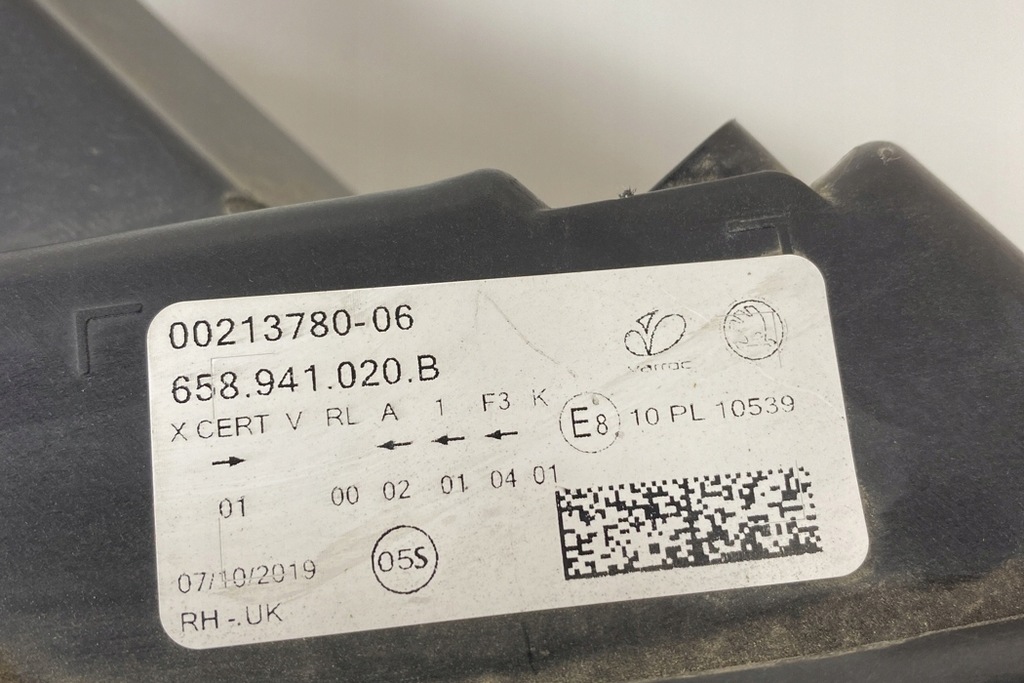 00213780-06
658.941.020.B
varroc
X CERT V RL A 1 F3 K
E8 10 PL 10539
→ ← ← ←
01 00 02 01 04 01
05S
07/10/2019
RH -.UK